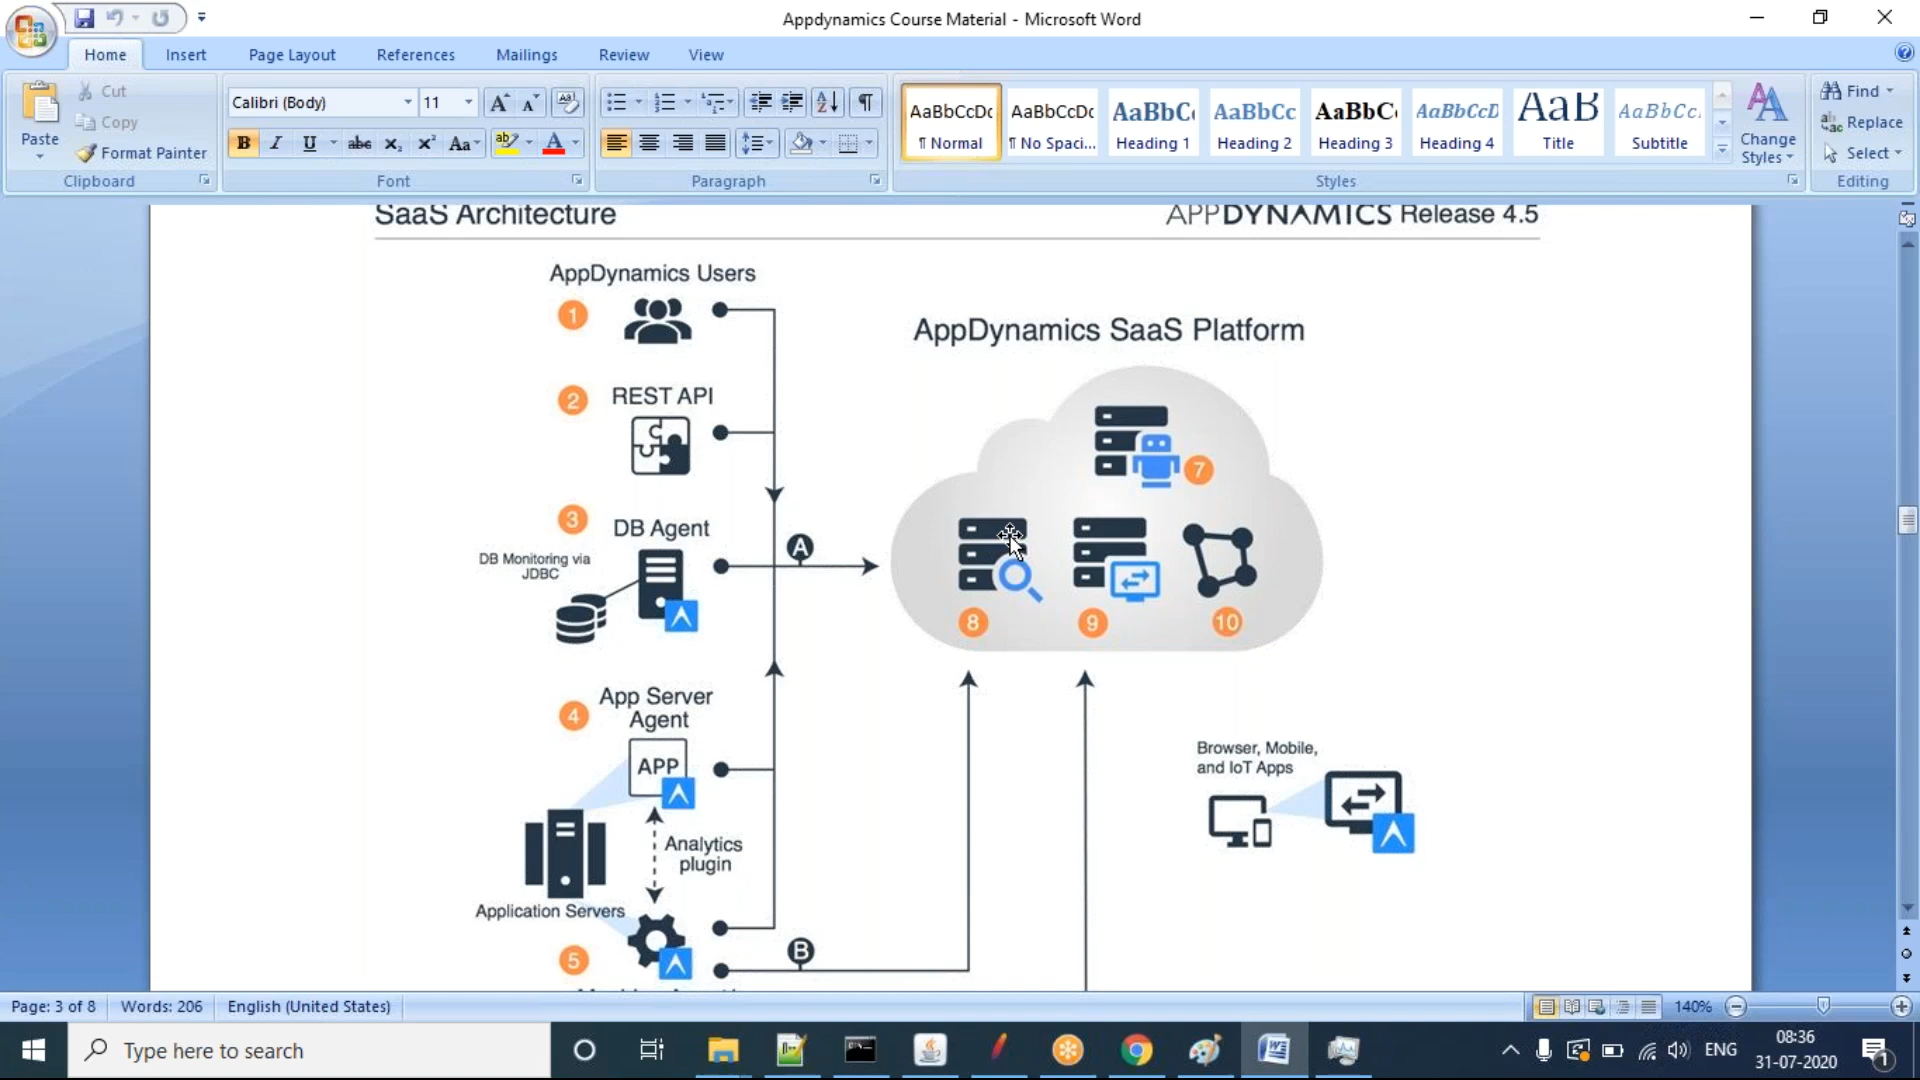 Appdynamics Course Material - Microsoft Word
Home Insert Page Layout References Mailings Review View
Paste
Cut
Copy
Format Painter
Clipboard
Calibri (Body) 11
Font
Paragraph
AaBbCcDc AaBbCcDc AaBbC AaBbCc AaBbC AaBbCcD AaB AaBbCc.
¶ Normal ¶ No Spaci... Heading 1 Heading 2 Heading 3 Heading 4 Title Subtitle
Change Styles
Styles
Find
Replace
Select
Editing
SaaS Architecture
APPDYNAMICS Release 4.5
AppDynamics Users
1
AppDynamics SaaS Platform
2
REST API
7
3
DB Agent
DB Monitoring via
JDBC
A
8 9 10
4
App Server
Agent
APP
Analytics
plugin
Application Servers
5
B
Browser, Mobile,
and IoT Apps
Page: 3 of 8 Words: 206 English (United States) 140%
Type here to search
ENG
08:36
31-07-2020
1